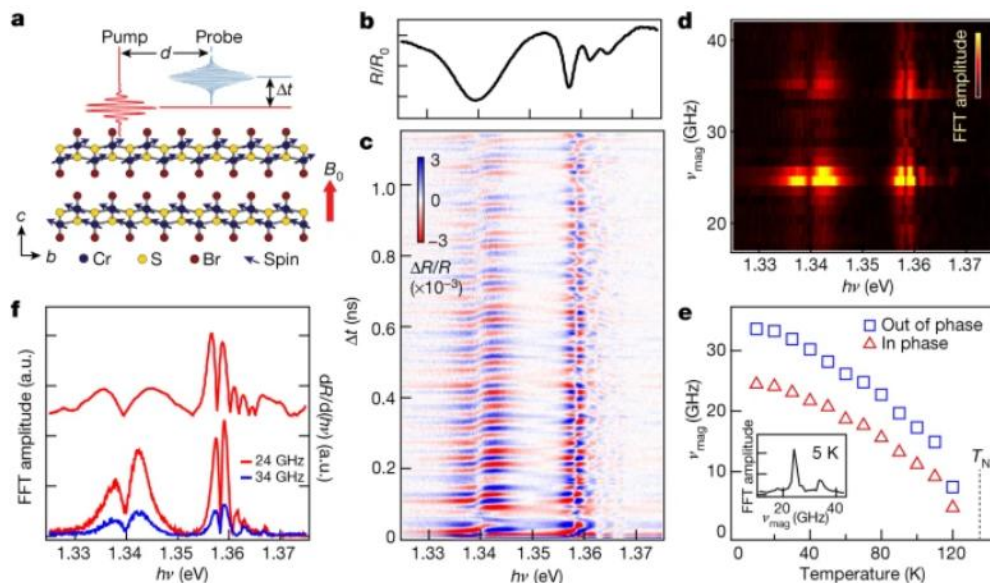 a
Pump
Probe
d
Δt
B0
c
b
Cr
S
Br
Spin
b
R/R0
c
3
0
−3
ΔR/R
(×10−3)
Δt (ns)
1.0
0.8
0.6
0.4
0.2
0
1.33 1.34 1.35 1.36 1.37
hν (eV)
d
FFT amplitude
νmag (GHz)
40
30
20
1.33 1.34 1.35 1.36 1.37
hν (eV)
e
Out of phase
In phase
νmag (GHz)
30
20
10
0
FFT amplitude
5 K
20 40
νmag (GHz)
TN
0 40 80 120
Temperature (K)
f
FFT amplitude (a.u.)
dR/d(hν) (a.u.)
24 GHz
34 GHz
1.33 1.34 1.35 1.36 1.37
hν (eV)